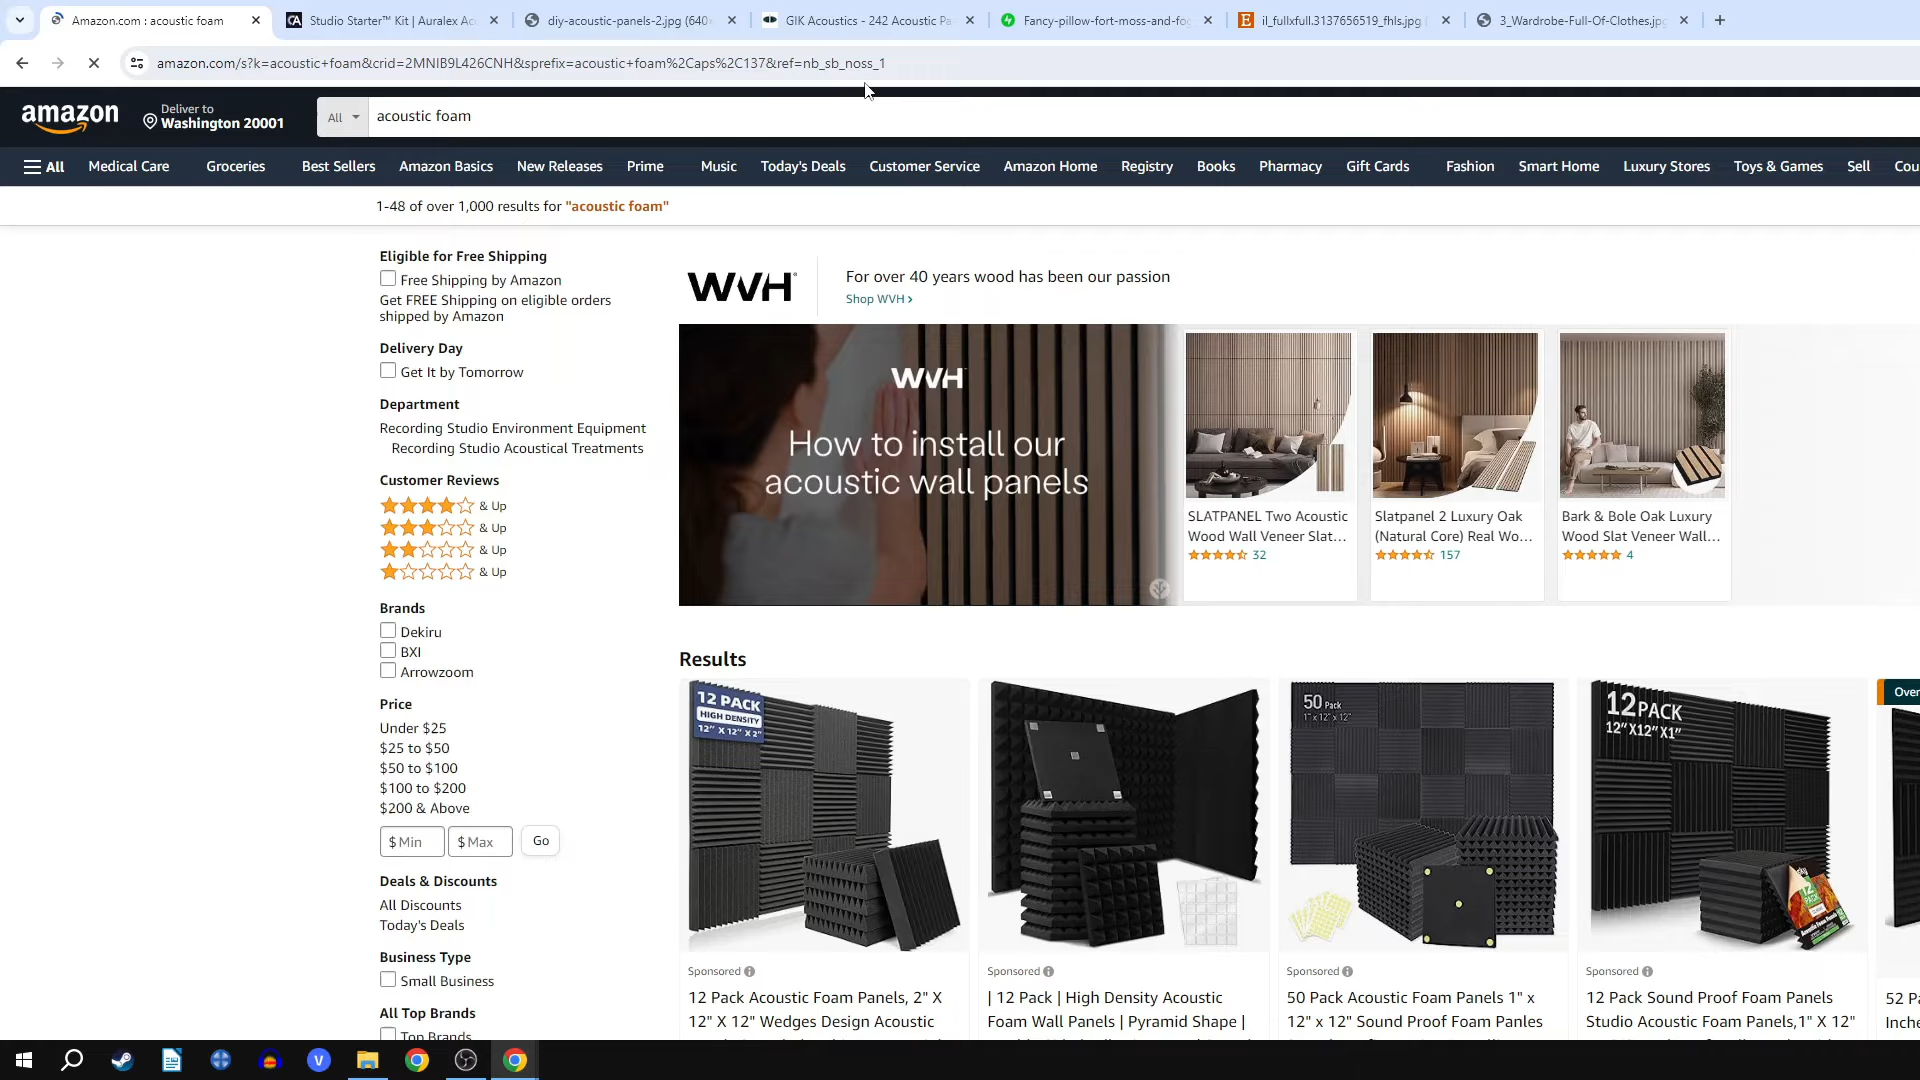 Amazon.com : acoustic foam
Studio Starter™ Kit | Auralex Ac
diy-acoustic-panels-2.jpg (640
GIK Acoustics - 242 Acoustic Pa
Fancy-pillow-fort-moss-and-fog
il_fullxfull.3137656519_fhls.jpg
3_Wardrobe-Full-Of-Clothes.jpg
amazon.com/s?k=acoustic+foam&crid=2MNIB9L426CNH&sprefix=acoustic+foam%2Caps%2C137&ref=nb_sb_noss_1
amazon
Deliver to
Washington 20001
All
acoustic foam
All Medical Care Groceries Best Sellers Amazon Basics New Releases Prime Music Today's Deals Customer Service Amazon Home Registry Books Pharmacy Gift Cards Fashion Smart Home Luxury Stores Toys & Games Sell Cou
1-48 of over 1,000 results for "acoustic foam"
Eligible for Free Shipping
Free Shipping by Amazon
Get FREE Shipping on eligible orders
shipped by Amazon
Delivery Day
Get It by Tomorrow
Department
Recording Studio Environment Equipment
Recording Studio Acoustical Treatments
Customer Reviews
& Up
& Up
& Up
& Up
Brands
Dekiru
BXI
Arrowzoom
Price
Under $25
$25 to $50
$50 to $100
$100 to $200
$200 & Above
$ Min
$ Max
Go
Deals & Discounts
All Discounts
Today's Deals
Business Type
Small Business
All Top Brands
Top Brands
WVH
For over 40 years wood has been our passion
Shop WVH ›
WVH
How to install our
acoustic wall panels
SLATPANEL Two Acoustic
Wood Wall Veneer Slat...
32
Slatpanel 2 Luxury Oak
(Natural Core) Real Wo...
157
Bark & Bole Oak Luxury
Wood Slat Veneer Wall...
4
Results
12 PACK
HIGH DENSITY
12" X 12" X 2"
50 Pack
1" x 12" x 12"
12 PACK
12"X12"X1"
Over
Sponsored
12 Pack Acoustic Foam Panels, 2" X
12" X 12" Wedges Design Acoustic
Sponsored
| 12 Pack | High Density Acoustic
Foam Wall Panels | Pyramid Shape |
Sponsored
50 Pack Acoustic Foam Panels 1" x
12" x 12" Sound Proof Foam Panles
Sponsored
12 Pack Sound Proof Foam Panels
Studio Acoustic Foam Panels,1" X 12"
52 P
Inche